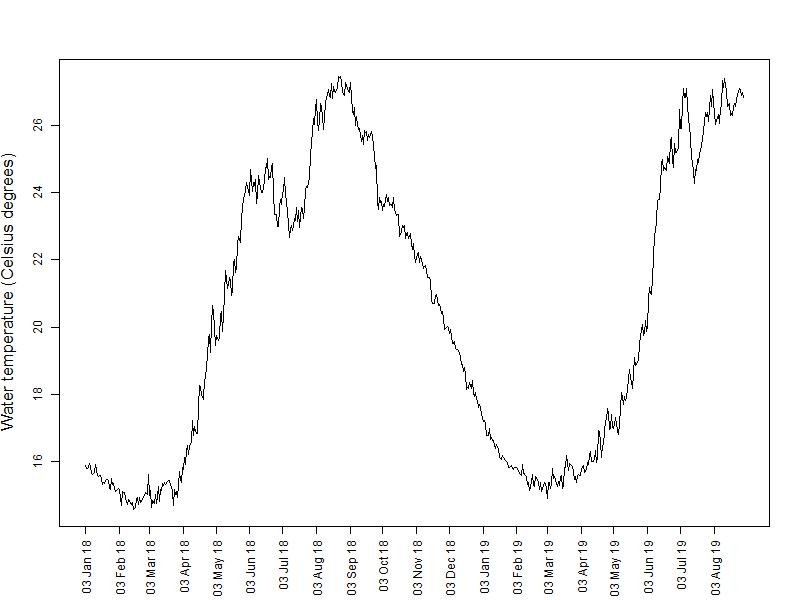 Water temperature (Celsius degrees)
26
24
22
20
18
16
03 Jan 18
03 Feb 18
03 Mar 18
03 Apr 18
03 May 18
03 Jun 18
03 Jul 18
03 Aug 18
03 Sep 18
03 Oct 18
03 Nov 18
03 Dec 18
03 Jan 19
03 Feb 19
03 Mar 19
03 Apr 19
03 May 19
03 Jun 19
03 Jul 19
03 Aug 19